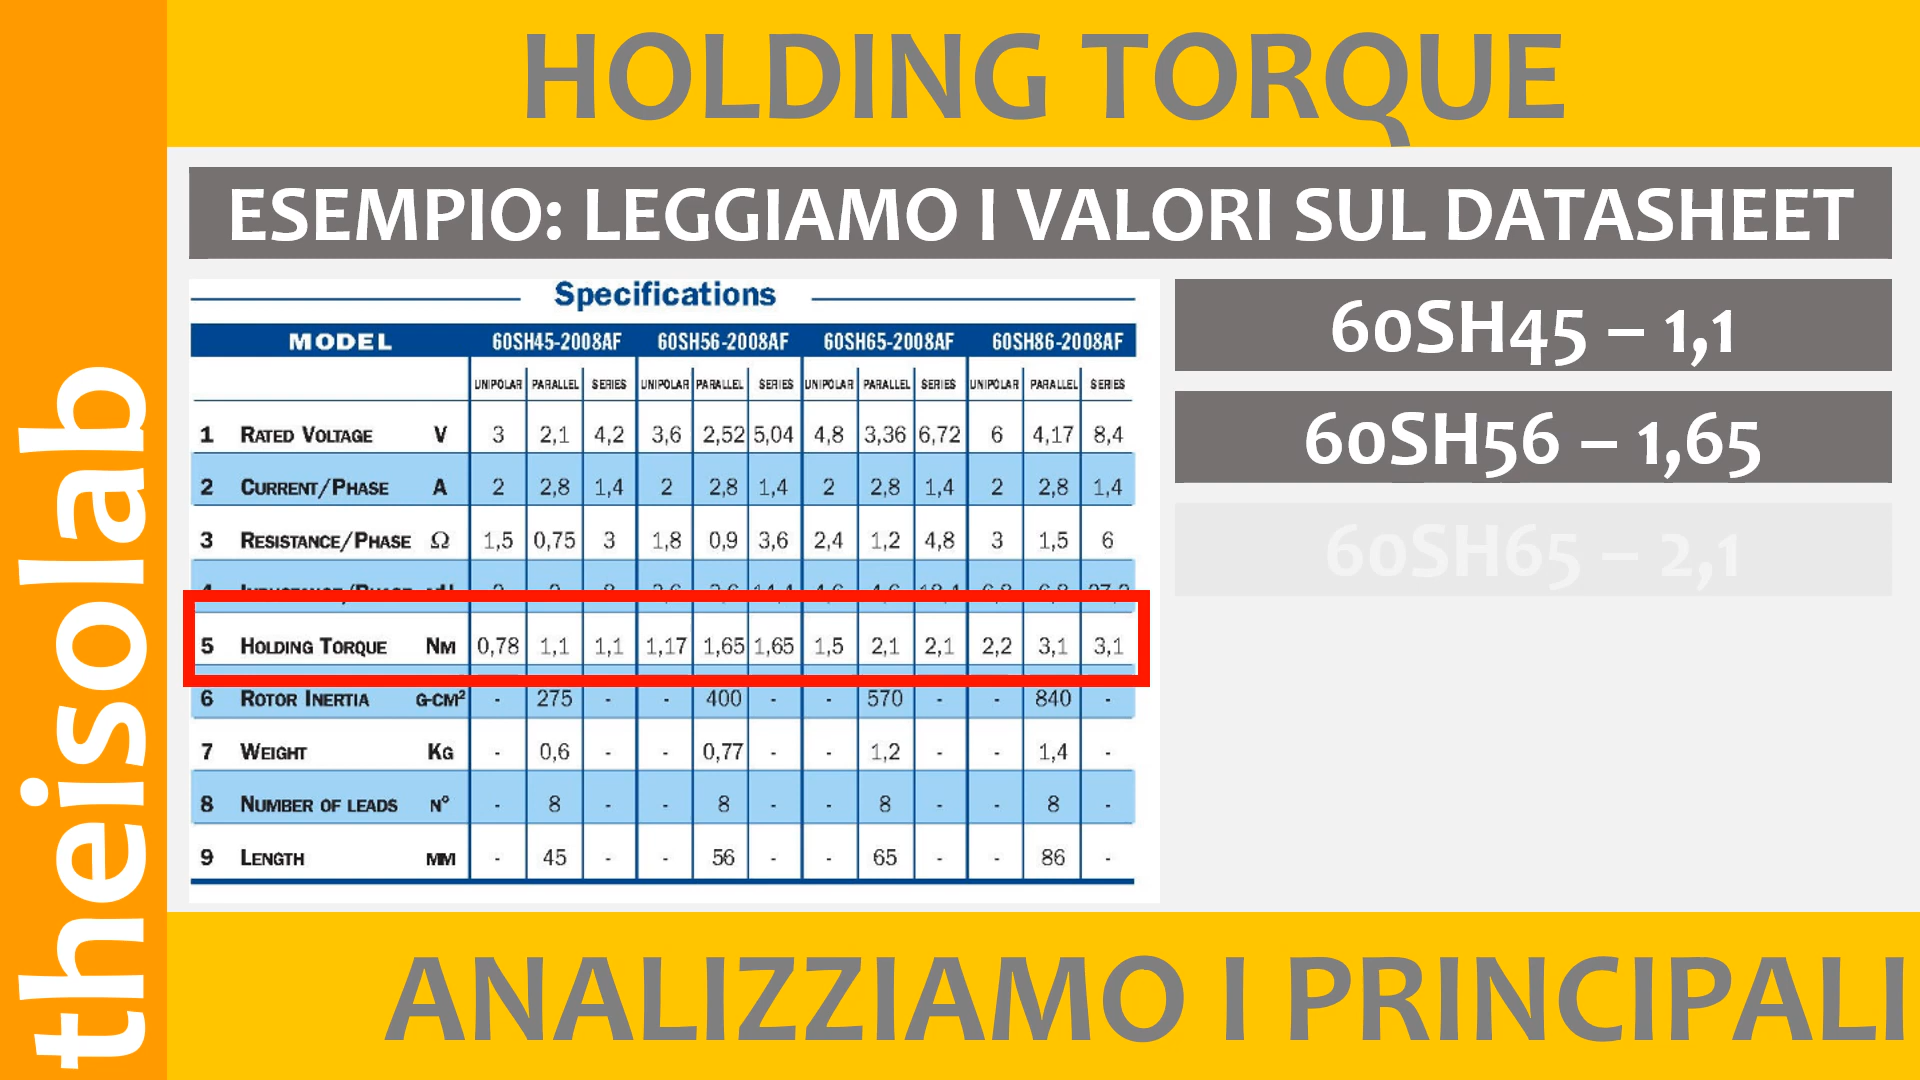 theisolab
HOLDING TORQUE
ESEMPIO: LEGGIAMO I VALORI SUL DATASHEET
Specifications
MODEL 60SH45-2008AF 60SH56-2008AF 60SH65-2008AF 60SH86-2008AF
UNIPOLAR PARALLEL SERIES UNIPOLAR PARALLEL SERIES UNIPOLAR PARALLEL SERIES UNIPOLAR PARALLEL SERIES
1 RATED VOLTAGE V 3 2,1 4,2 3,6 2,52 5,04 4,8 3,36 6,72 6 4,17 8,4
2 CURRENT/PHASE A 2 2,8 1,4 2 2,8 1,4 2 2,8 1,4 2 2,8 1,4
3 RESISTANCE/PHASE Ω 1,5 0,75 3 1,8 0,9 3,6 2,4 1,2 4,8 3 1,5 6
5 HOLDING TORQUE NM 0,78 1,1 1,1 1,17 1,65 1,65 1,5 2,1 2,1 2,2 3,1 3,1
6 ROTOR INERTIA G-CM² - 275 - - 400 - - 570 - - 840 -
7 WEIGHT KG - 0,6 - - 0,77 - - 1,2 - - 1,4 -
8 NUMBER OF LEADS N° - 8 - - 8 - - 8 - - 8 -
9 LENGTH MM - 45 - - 56 - - 65 - - 86 -
60SH45 – 1,1
60SH56 – 1,65
60SH65 – 2,1
ANALIZZIAMO I PRINCIPALI